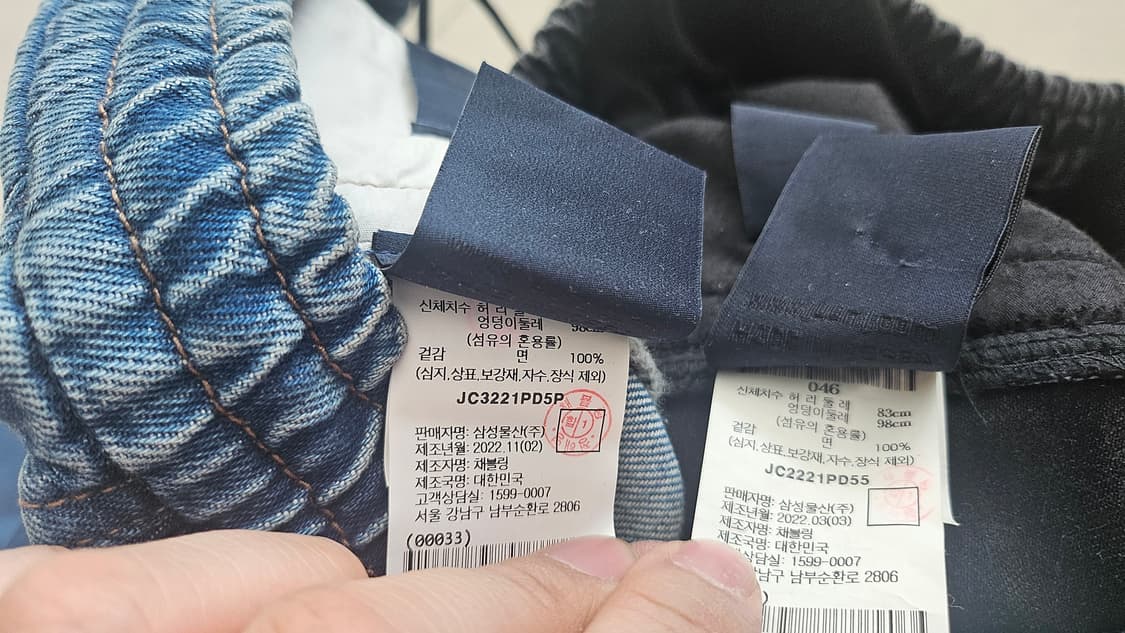 신체치수 허 리 둘
엉덩이둘레 98cm
(섬유의 혼용률)
겉감 면 100%
(심지,상표,보강재,자수,장식 제외)
JC3221PD5P
판매자명: 삼성물산(주)
제조년월: 2022.11(02)
제조자명: 채블링
제조국명: 대한민국
고객상담실: 1599-0007
서울 강남구 남부순환로 2806
(00033)
046
신체치수 허 리 둘 레 83cm
엉덩이둘레 98cm
(섬유의 혼용률)
겉감 면 100%
(심지,상표,보강재,자수,장식 제외)
JC2221PD55
판매자명: 삼성물산(주)
제조년월: 2022.03(03)
제조자명: 채블링
제조국명: 대한민국
상담실: 1599-0007
남구 남부순환로 2806